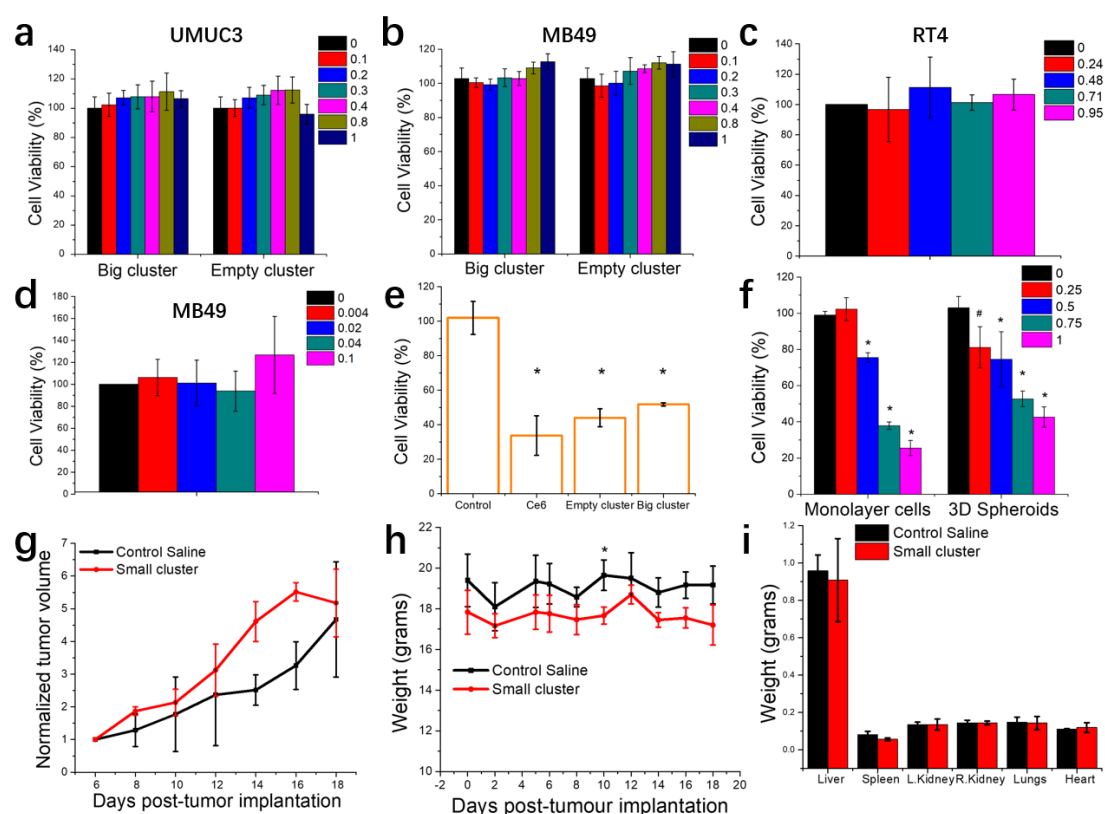 a
UMUC3
140
120
100
80
60
40
20
0
Cell Viability (%)
0
0.1
0.2
0.3
0.4
0.8
1
Big cluster
Empty cluster
b
MB49
140
120
100
80
60
40
20
0
Cell Viability (%)
0
0.1
0.2
0.3
0.4
0.8
1
Big cluster
Empty cluster
c
RT4
140
120
100
80
60
40
20
0
Cell Viability (%)
0
0.24
0.48
0.71
0.95
d
MB49
180
160
140
120
100
80
60
40
20
0
Cell Viability (%)
0
0.004
0.02
0.04
0.1
e
120
100
80
60
40
20
0
Cell Viability (%)
* * *
Control Ce6 Empty cluster Big cluster
f
120
100
80
60
40
20
0
Cell Viability (%)
0
0.25
0.5
0.75
1
* * *
# * * *
Monolayer cells
3D Spheroids
g
7
6
5
4
3
2
1
0
Normalized tumor volume
Control Saline
Small cluster
6 8 10 12 14 16 18
Days post-tumor implantation
h
22
20
18
16
14
12
10
Weight (grams)
*
Control Saline
Small cluster
0 2 4 6 8 10 12 14 16 18 20
Days post-tumour implantation
i
1.2
1.0
0.9
0.6
0.4
0.2
0.0
Weight (grams)
Control Saline
Small cluster
Liver Spleen L.Kidney R.Kidney Lungs Heart